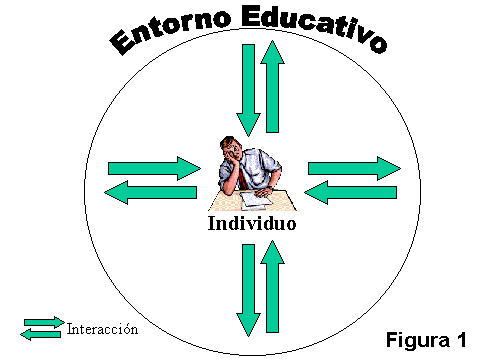 Entorno Educativo
Individuo
Interacción
Figura 1